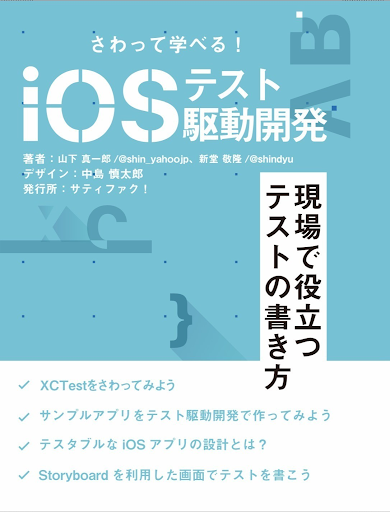 さわって学べる！
iOSテスト
駆動開発
著者：山下 真一郎 /@shin_yahoojp、新堂 敬隆 /@shindyu
デザイン：中島 慎太郎
発行所：サティファク！
AB
xc
}
現場で役立つ
テストの書き方
✓ XCTestをさわってみよう
✓ サンプルアプリをテスト駆動開発で作ってみよう
✓ テスタブルな iOS アプリの設計とは？
✓ Storyboard を利用した画面でテストを書こう